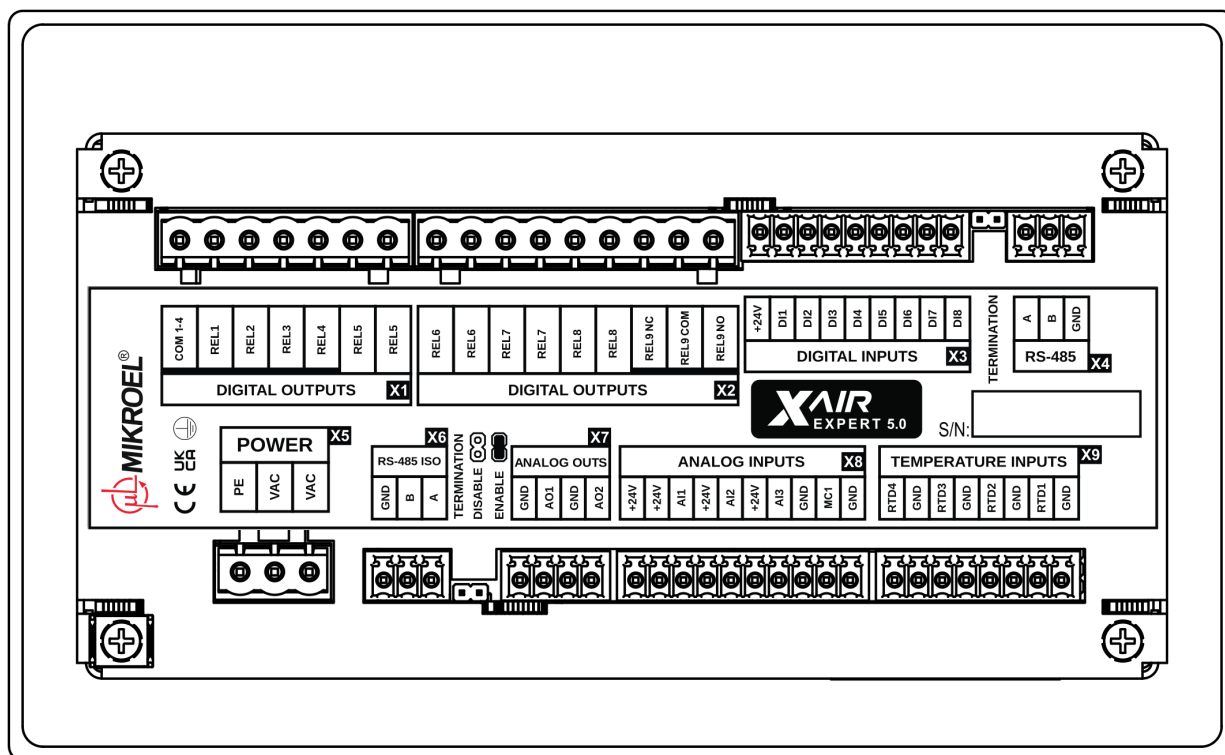 COM 1-4 REL1 REL2 REL3 REL4 REL5 REL5
DIGITAL OUTPUTS X1
REL6 REL6 REL7 REL7 REL8 REL8 REL9 NC REL9 COM REL9 NO
DIGITAL OUTPUTS X2
+24V DI1 DI2 DI3 DI4 DI5 DI6 DI7 DI8
DIGITAL INPUTS X3
TERMINATION
A B GND
RS-485 X4
MIKROEL®
µL
CE UK CA
XAIR
EXPERT 5.0
S/N:
POWER X5
PE VAC VAC
RS-485 ISO X6
GND B A
TERMINATION
DISABLE
ENABLE
ANALOG OUTS X7
GND AO1 GND AO2
ANALOG INPUTS X8
+24V +24V AI1 +24V AI2 +24V AI3 GND MC1 GND
TEMPERATURE INPUTS X9
RTD4 GND RTD3 GND RTD2 GND RTD1 GND